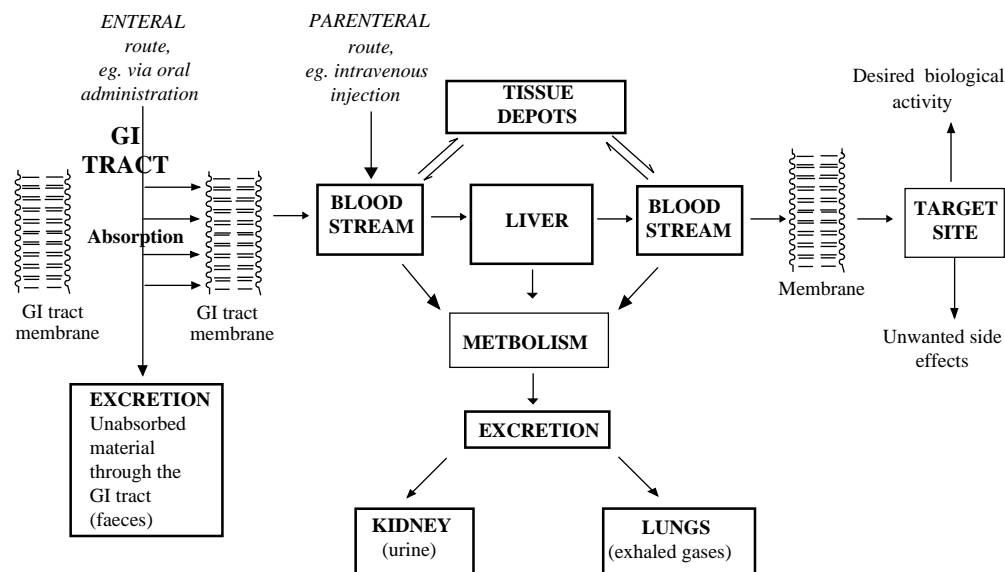 ENTERAL
route,
eg. via oral
administration
PARENTERAL
route,
eg. intravenous
injection
TISSUE
DEPOTS
Desired biological
activity
GI
TRACT
Absorption
BLOOD
STREAM
LIVER
BLOOD
STREAM
TARGET
SITE
GI tract
membrane
GI tract
membrane
Membrane
METBOLISM
Unwanted side
effects
EXCRETION
Unabsorbed
material
through the
GI tract
(faeces)
EXCRETION
KIDNEY
(urine)
LUNGS
(exhaled gases)